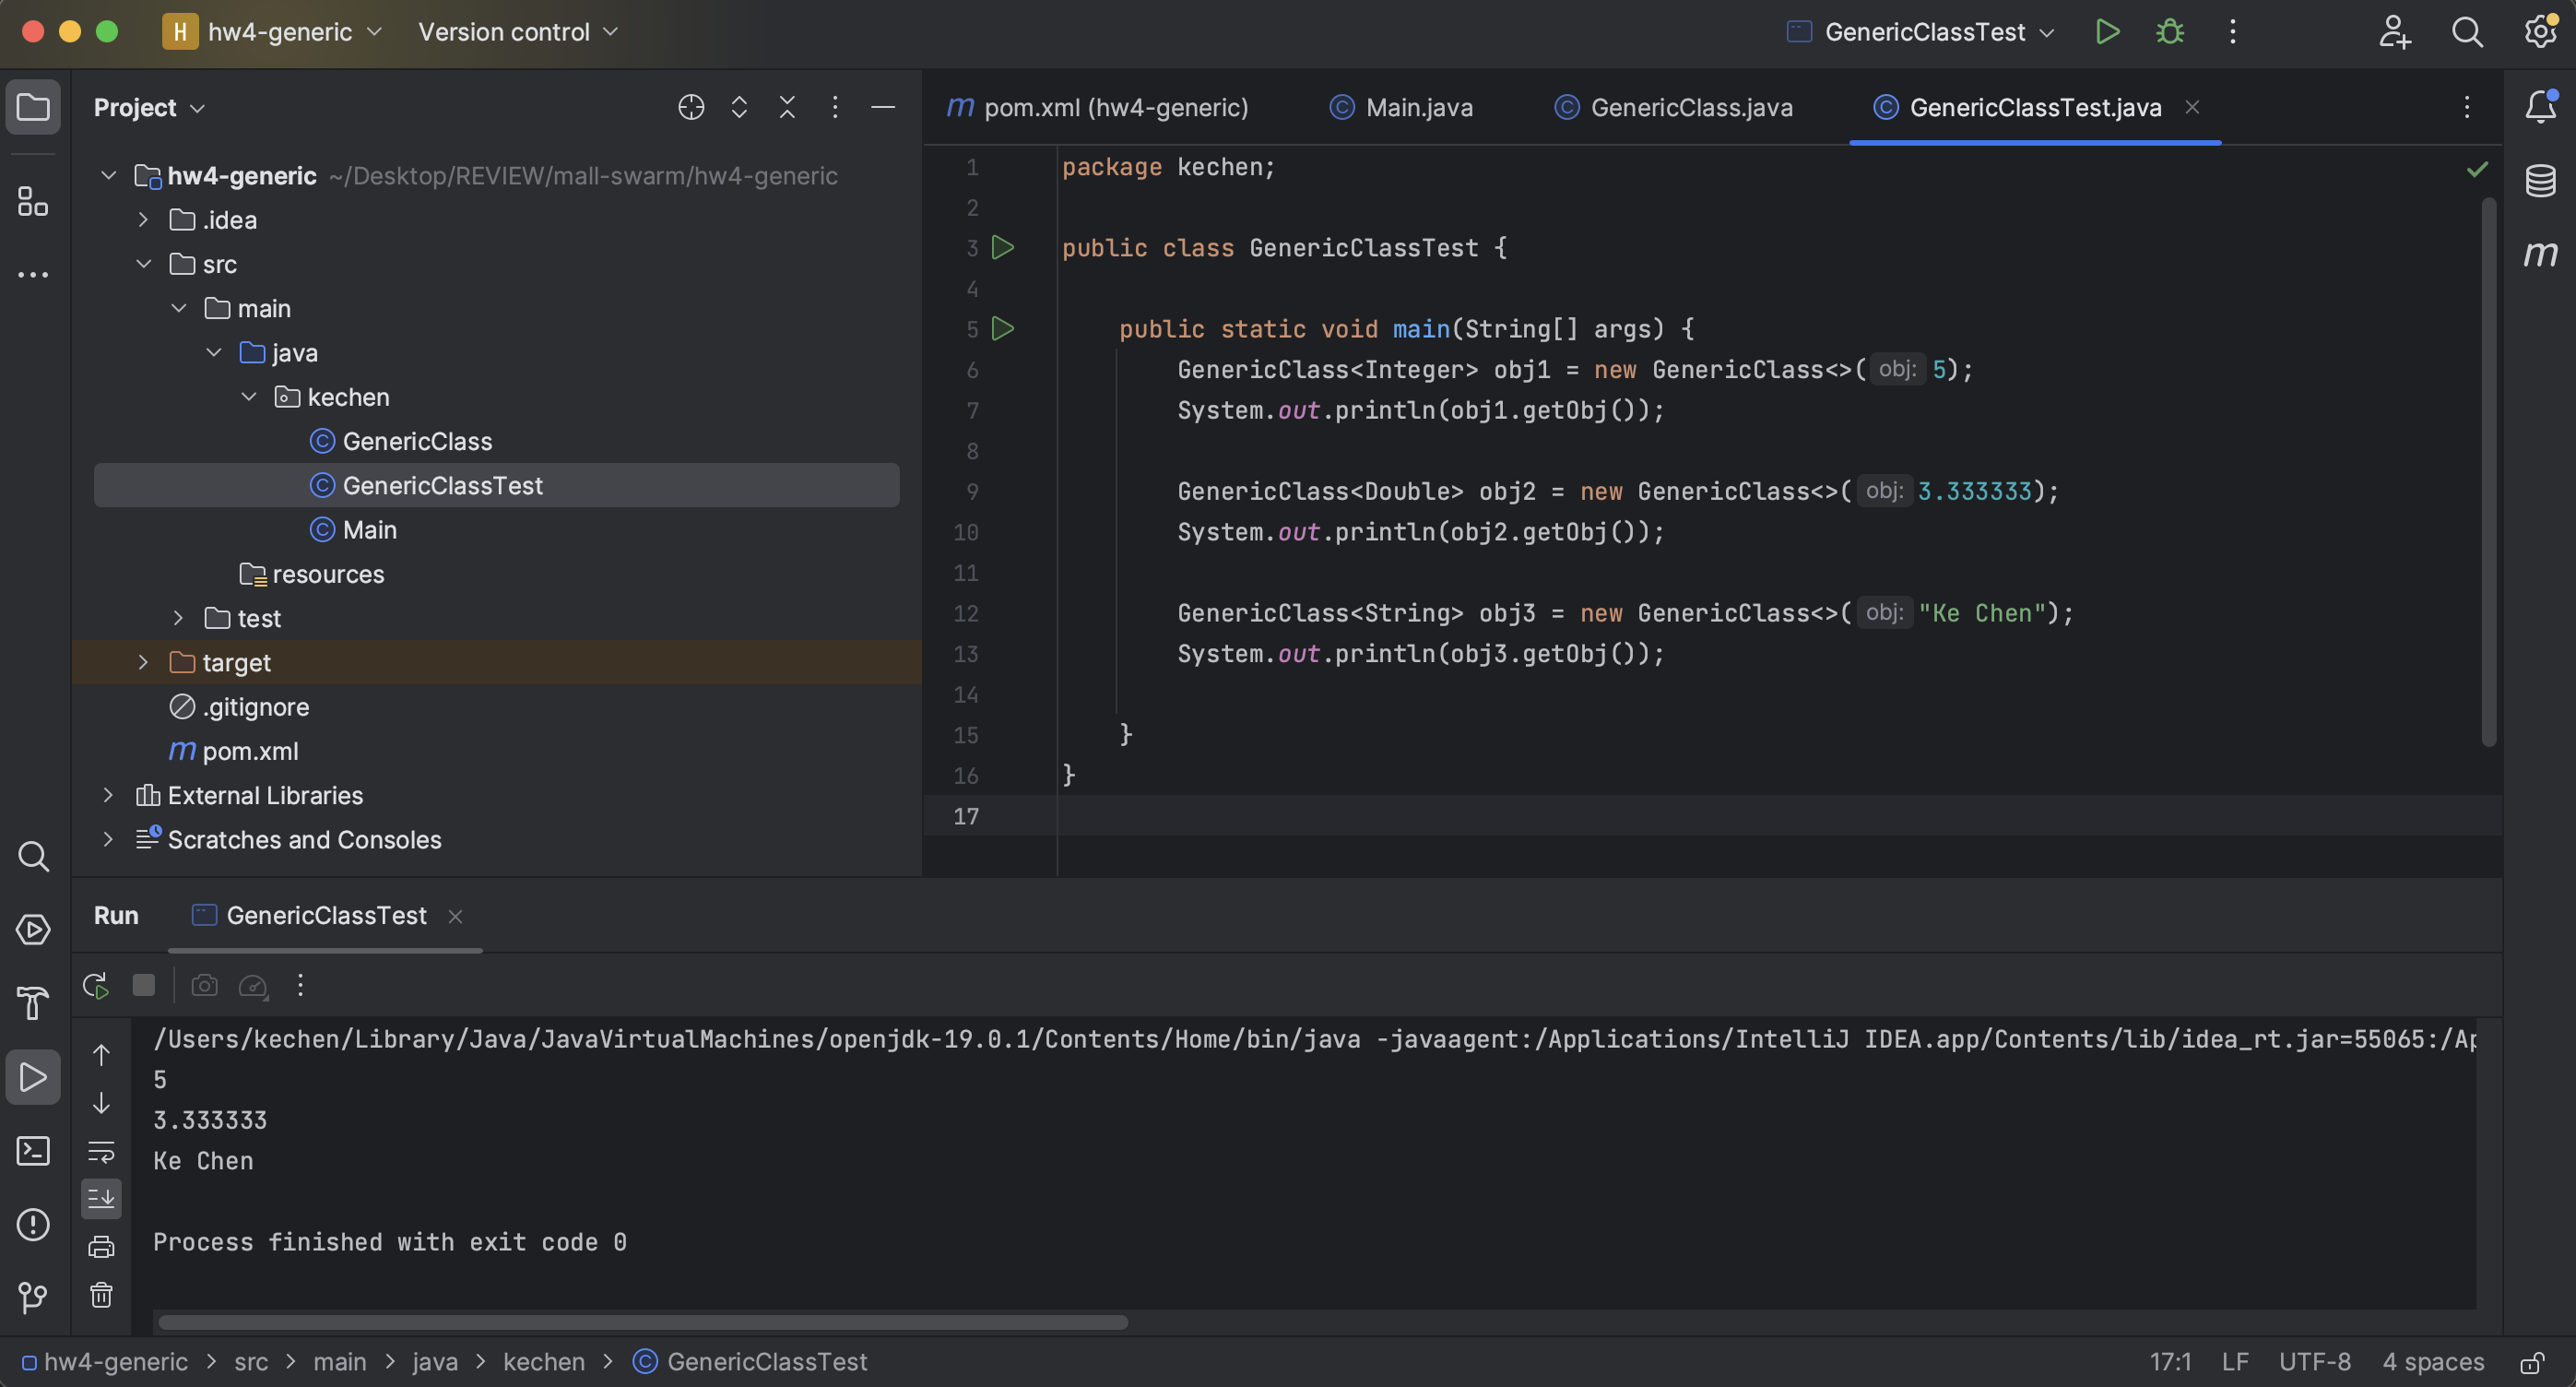 H hw4-generic Version control GenericClassTest
Project
pom.xml (hw4-generic) Main.java GenericClass.java GenericClassTest.java
hw4-generic ~/Desktop/REVIEW/mall-swarm/hw4-generic
.idea
src
main
java
kechen
GenericClass
GenericClassTest
Main
resources
test
target
.gitignore
pom.xml
External Libraries
Scratches and Consoles
1 package kechen;
2
3 public class GenericClassTest {
4
5 public static void main(String[] args) {
6 GenericClass<Integer> obj1 = new GenericClass<>( obj: 5);
7 System.out.println(obj1.getObj());
8
9 GenericClass<Double> obj2 = new GenericClass<>( obj: 3.333333);
10 System.out.println(obj2.getObj());
11
12 GenericClass<String> obj3 = new GenericClass<>( obj: "Ke Chen");
13 System.out.println(obj3.getObj());
14
15 }
16 }
17
Run GenericClassTest
/Users/kechen/Library/Java/JavaVirtualMachines/openjdk-19.0.1/Contents/Home/bin/java -javaagent:/Applications/IntelliJ IDEA.app/Contents/lib/idea_rt.jar=55065:/Ap
5
3.333333
Ke Chen
Process finished with exit code 0
hw4-generic > src > main > java > kechen > GenericClassTest 17:1 LF UTF-8 4 spaces